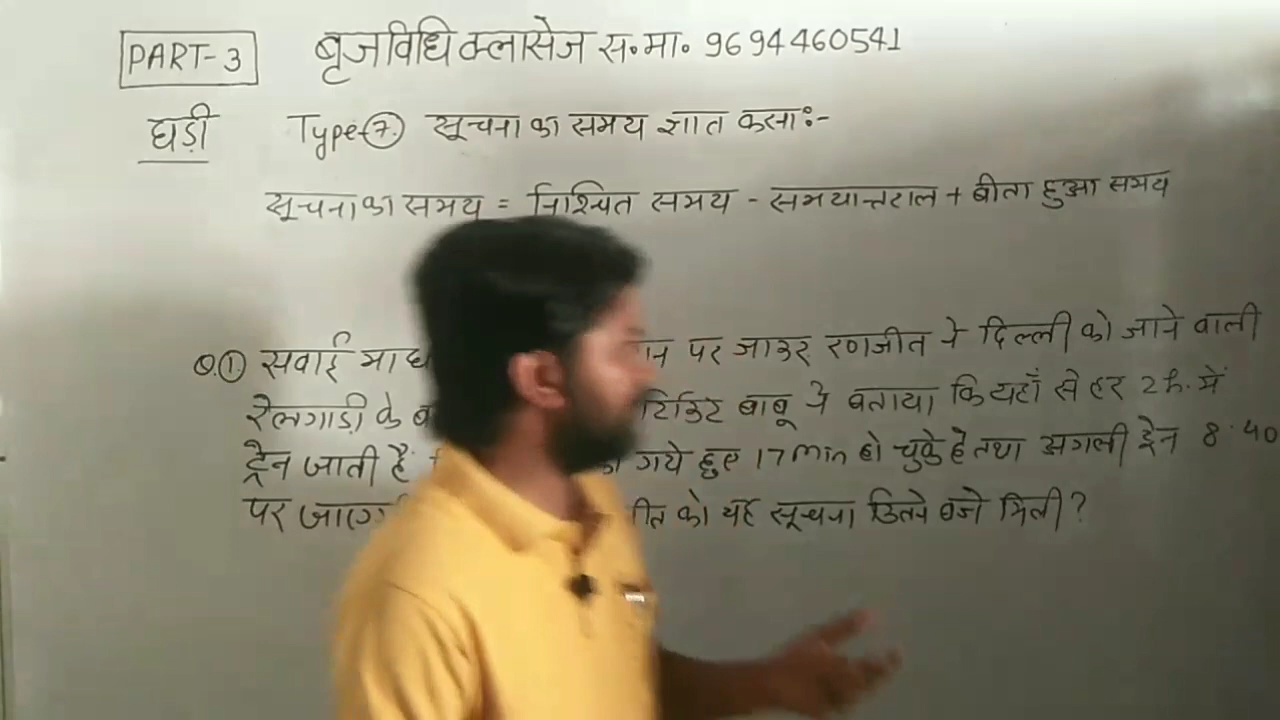 PART-3 बृजविधि क्लासेज स॰मा॰ 9694460541
घड़ी Type-7 सूचना का समय ज्ञात करना:-
सूचना का समय = निश्चित समय - समयान्तराल + बीता हुआ समय
Q.1 सवाई माध पर जाकर रणजीत ने दिल्ली को जाने वाली
रेलगाड़ी के टिकिट बाबू ने बताया कि यहाँ से हर 2 h. में
ट्रेन जाती है गये हुए 17 min हो चुके है तथा अगली ट्रेन 8.40
पर को यह सूचना कितने बजे मिली?